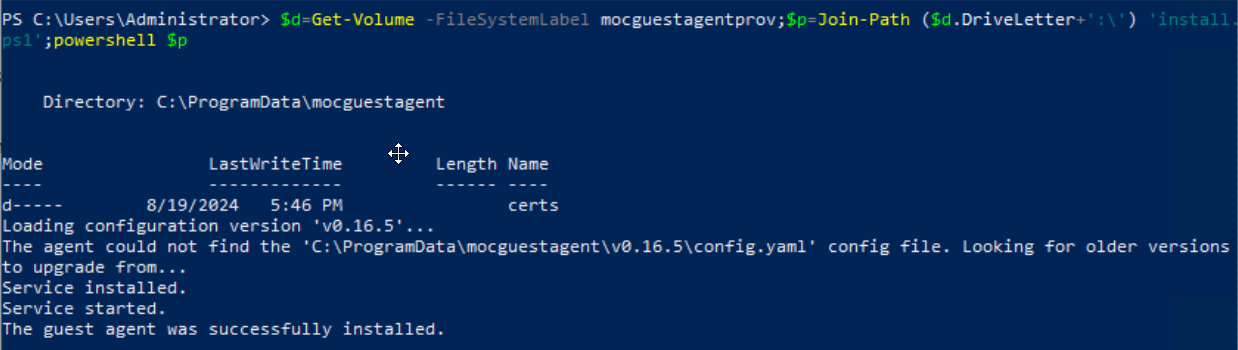 PS C:\Users\Administrator> $d=Get-Volume -FileSystemLabel mocguestagentprov;$p=Join-Path ($d.DriveLetter+':\') 'install.
ps1';powershell $p
Directory: C:\ProgramData\mocguestagent
Mode LastWriteTime Length Name
---- ------------- ------ ----
d----- 8/19/2024 5:46 PM certs
Loading configuration version 'v0.16.5'...
The agent could not find the 'C:\ProgramData\mocguestagent\v0.16.5\config.yaml' config file. Looking for older versions
to upgrade from...
Service installed.
Service started.
The guest agent was successfully installed.